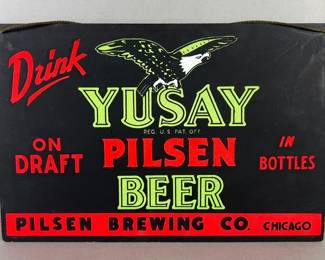 Drink
YUSAY
REG. U.S. PAT. OFF
ON DRAFT
PILSEN
IN BOTTLES
BEER
PILSEN BREWING CO. CHICAGO